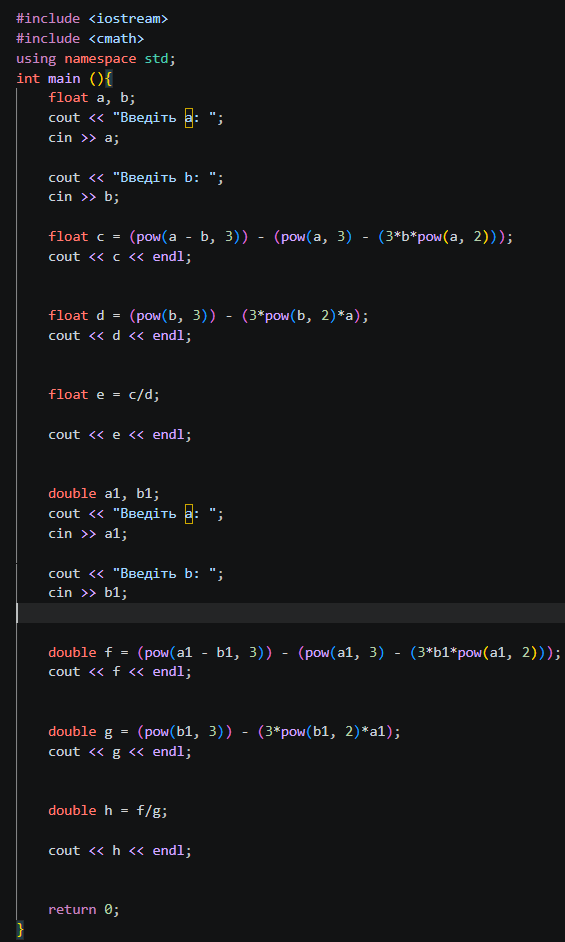 #include <iostream>
#include <cmath>
using namespace std;
int main (){
    float a, b;
    cout << "Введіть а: ";
    cin >> a;
    cout << "Введіть b: ";
    cin >> b;
    float c = (pow(a - b, 3)) - (pow(a, 3) - (3*b*pow(a, 2)));
    cout << c << endl;
    float d = (pow(b, 3)) - (3*pow(b, 2)*a);
    cout << d << endl;
    float e = c/d;
    cout << e << endl;
    double a1, b1;
    cout << "Введіть а: ";
    cin >> a1;
    cout << "Введіть b: ";
    cin >> b1;
    double f = (pow(a1 - b1, 3)) - (pow(a1, 3) - (3*b1*pow(a1, 2)));
    cout << f << endl;
    double g = (pow(b1, 3)) - (3*pow(b1, 2)*a1);
    cout << g << endl;
    double h = f/g;
    cout << h << endl;
    return 0;
}